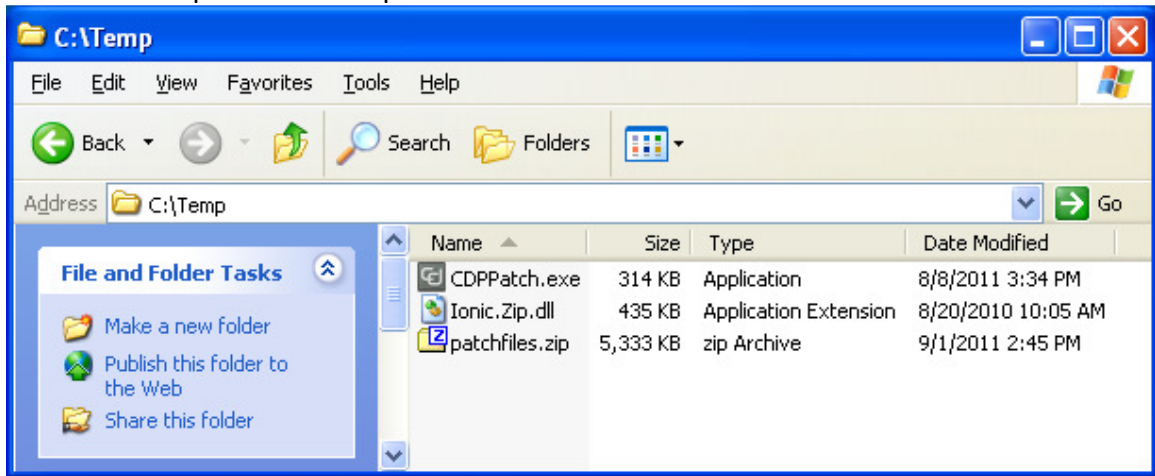 C:\Temp
File Edit View Favorites Tools Help
Back Search Folders
Address C:\Temp Go
Name Size Type Date Modified
File and Folder Tasks
CDPPatch.exe 314 KB Application 8/8/2011 3:34 PM
Ionic.Zip.dll 435 KB Application Extension 8/20/2010 10:05 AM
patchfiles.zip 5,333 KB zip Archive 9/1/2011 2:45 PM
Make a new folder
Publish this folder to
the Web
Share this folder